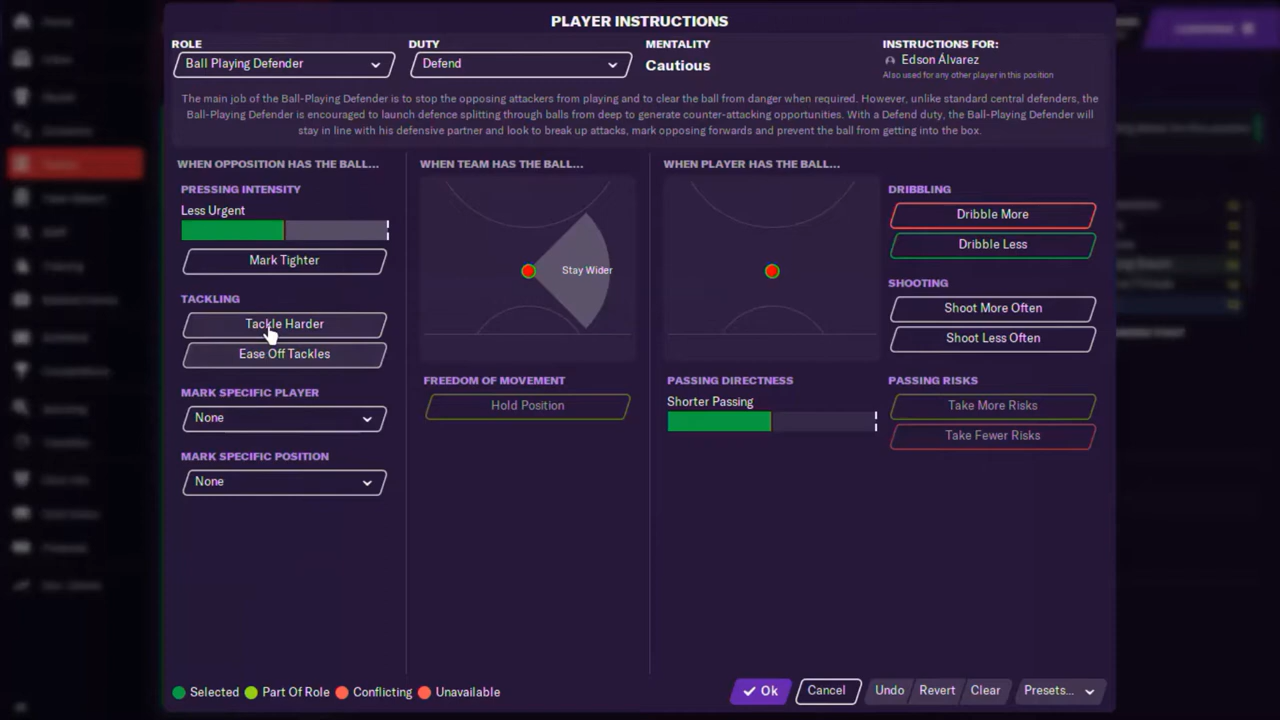 PLAYER INSTRUCTIONS
ROLE
Ball Playing Defender
DUTY
Defend
MENTALITY
Cautious
INSTRUCTIONS FOR:
Edson Álvarez
Also used for any other player in this position
The main job of the Ball-Playing Defender is to stop the opposing attackers from playing and to clear the ball from danger when required. However, unlike standard central defenders, the
Ball-Playing Defender is encouraged to launch defence splitting through balls from deep to generate counter-attacking opportunities. With a Defend duty, the Ball-Playing Defender will
stay in line with his defensive partner and look to break up attacks, mark opposing forwards and prevent the ball from getting into the box.
WHEN OPPOSITION HAS THE BALL...
PRESSING INTENSITY
Less Urgent
Mark Tighter
TACKLING
Tackle Harder
Ease Off Tackles
MARK SPECIFIC PLAYER
None
MARK SPECIFIC POSITION
None
WHEN TEAM HAS THE BALL...
Stay Wider
FREEDOM OF MOVEMENT
Hold Position
WHEN PLAYER HAS THE BALL...
PASSING DIRECTNESS
Shorter Passing
DRIBBLING
Dribble More
Dribble Less
SHOOTING
Shoot More Often
Shoot Less Often
PASSING RISKS
Take More Risks
Take Fewer Risks
Selected
Part Of Role
Conflicting
Unavailable
Ok
Cancel
Undo
Revert
Clear
Presets...